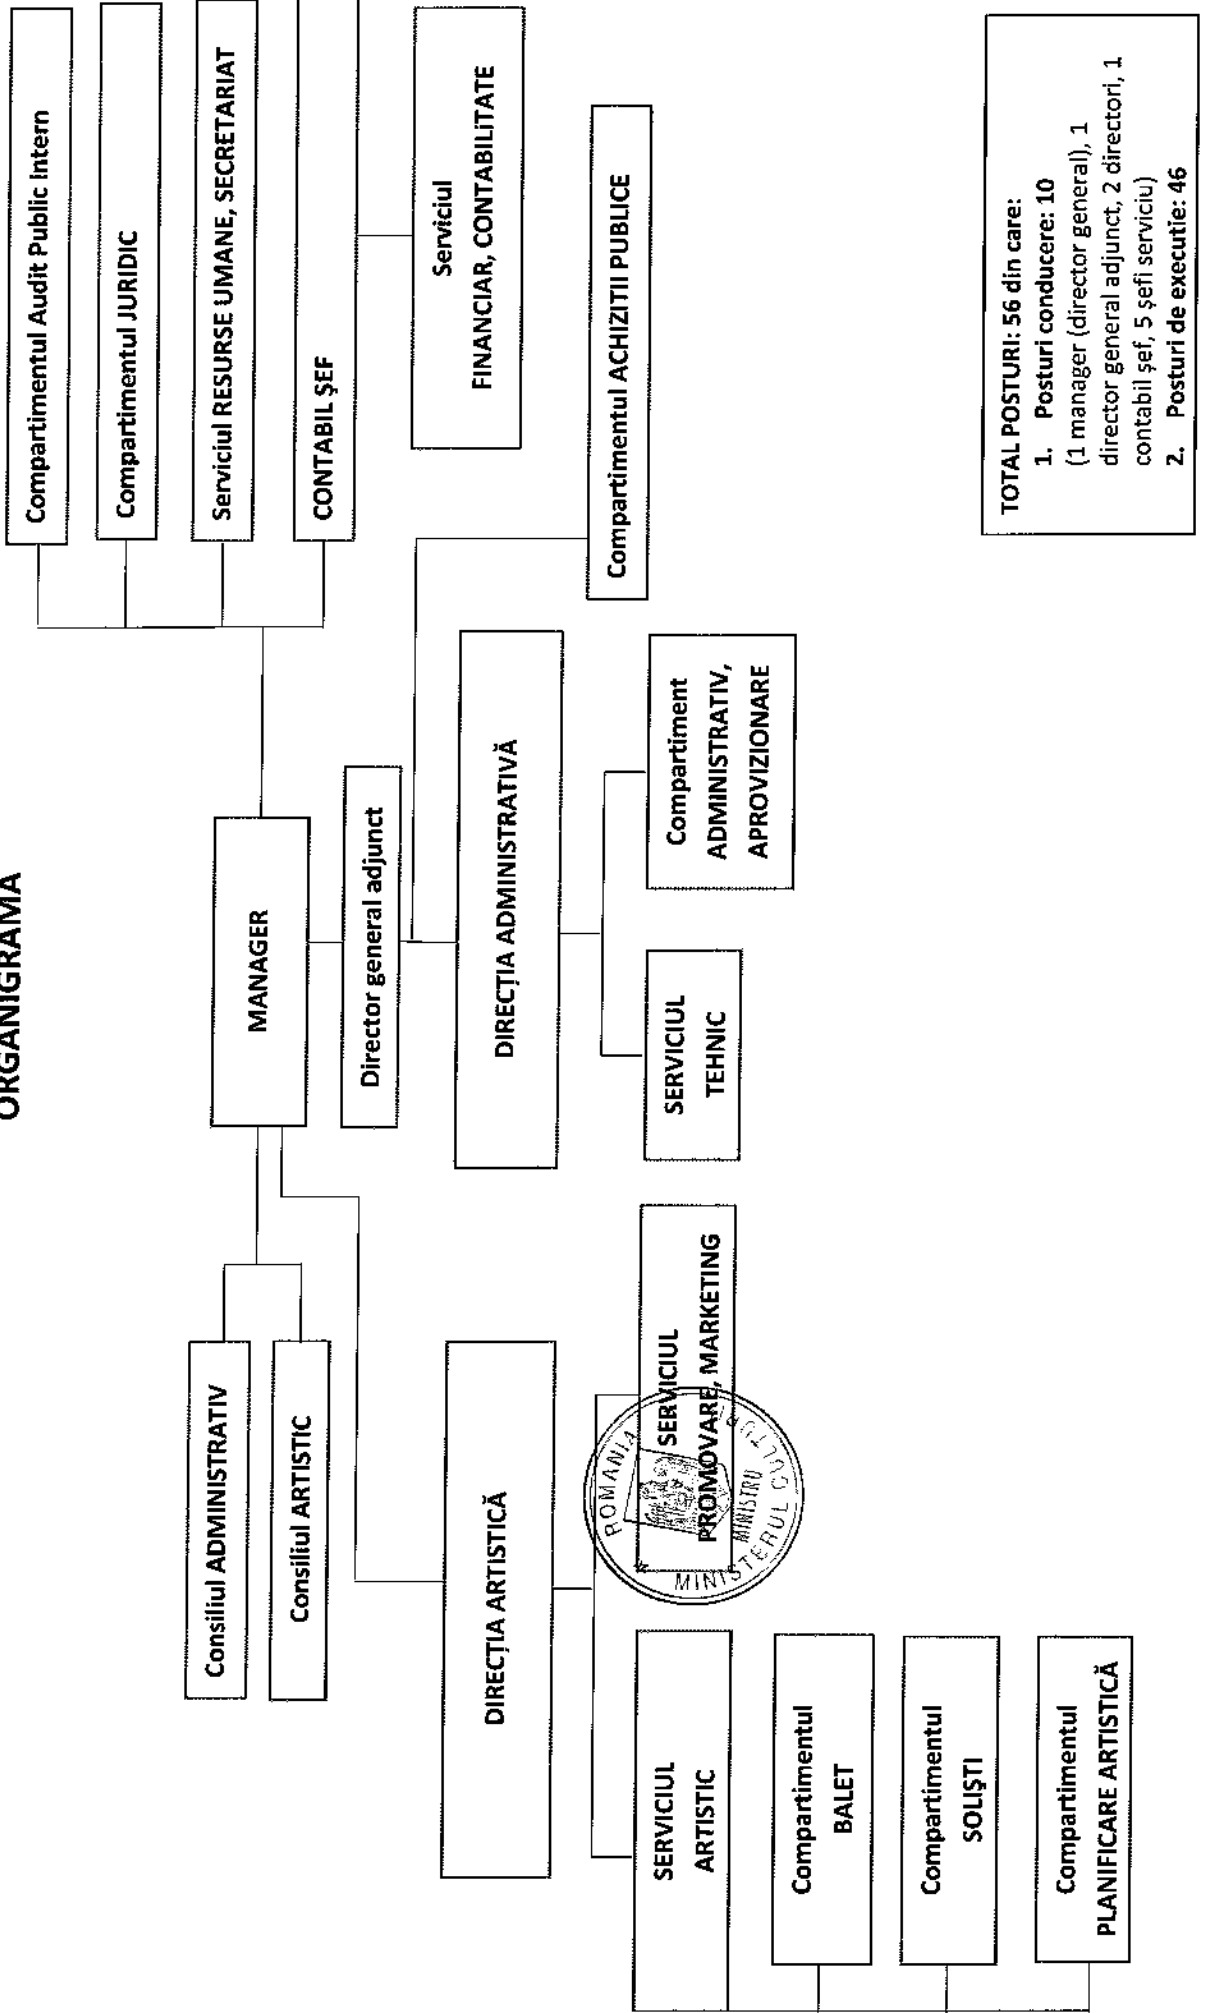 ORGANIGRAMA
Consiliul ADMINISTRATIV
Consiliul ARTISTIC
MANAGER
Director general adjunct
Compartimentul Audit Public Intern
Compartimentul JURIDIC
Serviciul RESURSE UMANE, SECRETARIAT
CONTABIL ŞEF
Serviciul
FINANCIAR, CONTABILITATE
DIRECŢIA ARTISTICĂ
DIRECŢIA ADMINISTRATIVĂ
Compartimentul ACHIZITII PUBLICE
SERVICIUL
ARTISTIC
SERVICIUL
PROMOVARE, MARKETING
SERVICIUL
TEHNIC
Compartiment
ADMINISTRATIV,
APROVIZIONARE
Compartimentul
BALET
Compartimentul
SOLIŞTI
Compartimentul
PLANIFICARE ARTISTICĂ
ROMANIA
MINISTERUL CULTURII
MINISTRU
TOTAL POSTURI: 56 din care:
1. Posturi conducere: 10
(1 manager (director general), 1
director general adjunct, 2 directori, 1
contabil şef, 5 şefi serviciu)
2. Posturi de executie: 46